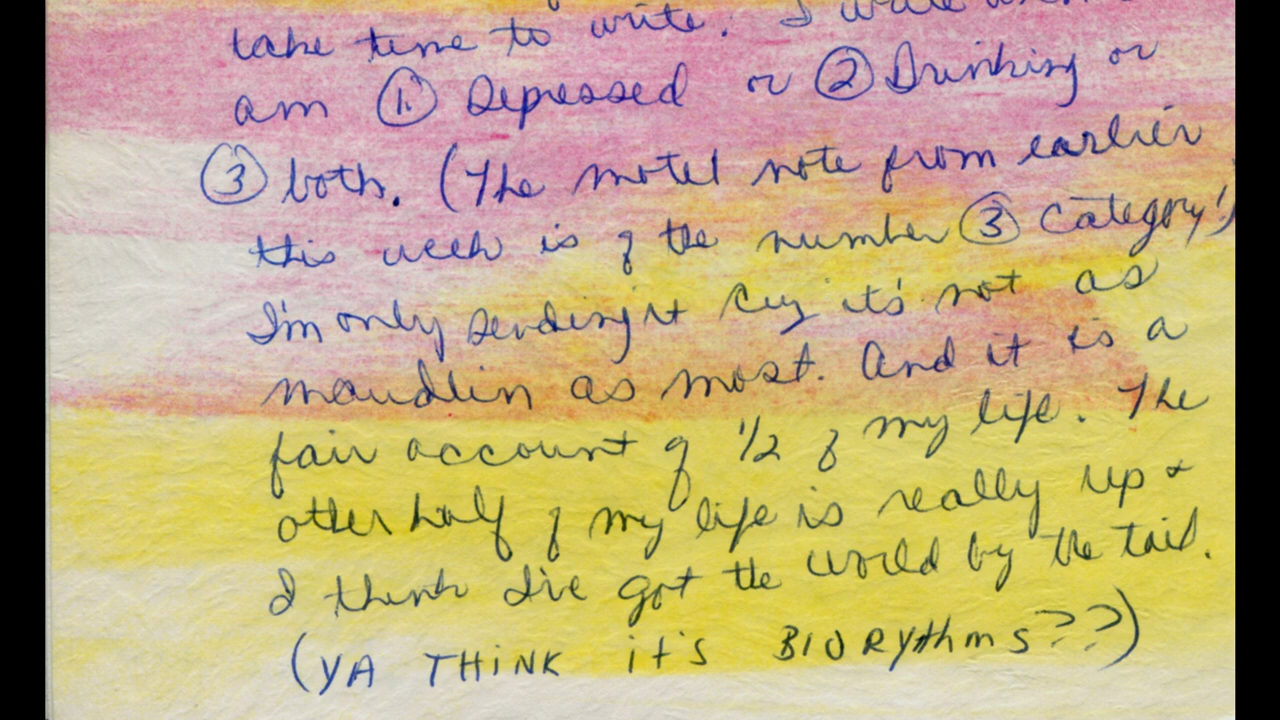 take time to write. I write when I
am ① Depressed or ② Drinking or
③ both. (The motel note from earlier
this week is of the number ③ Category!)
I'm only sending it cuz it's not as
maudlin as most. And it is a
fair account of 1/2 of my life. The
other half of my life is really up &
I think I've got the world by the tail.
(YA THINK it's BIORythms??)